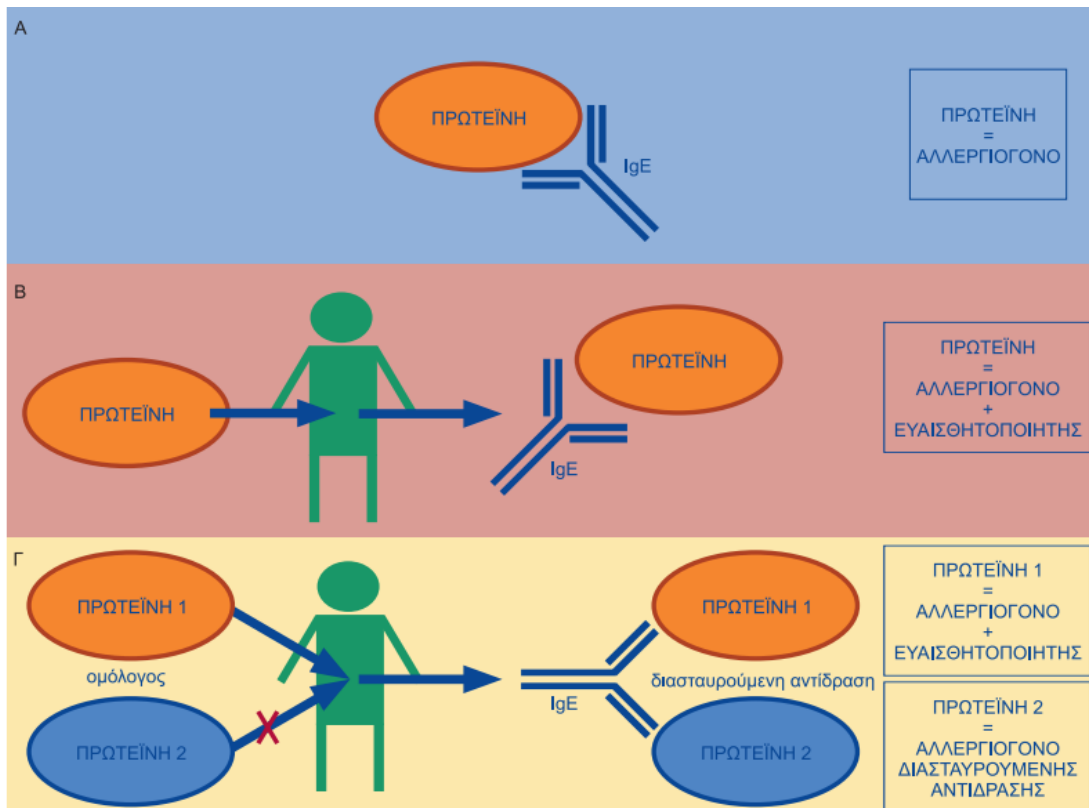 Α
ΠΡΩΤΕΪΝΗ
IgE
ΠΡΩΤΕΪΝΗ
=
ΑΛΛΕΡΓΙΟΓΟΝΟ
Β
ΠΡΩΤΕΪΝΗ
ΠΡΩΤΕΪΝΗ
IgE
ΠΡΩΤΕΪΝΗ
=
ΑΛΛΕΡΓΙΟΓΟΝΟ
+
ΕΥΑΙΣΘΗΤΟΠΟΙΗΤΗΣ
Γ
ΠΡΩΤΕΪΝΗ 1
ομόλογος
ΠΡΩΤΕΪΝΗ 2
IgE
ΠΡΩΤΕΪΝΗ 1
διασταυρούμενη αντίδραση
ΠΡΩΤΕΪΝΗ 2
ΠΡΩΤΕΪΝΗ 1
=
ΑΛΛΕΡΓΙΟΓΟΝΟ
+
ΕΥΑΙΣΘΗΤΟΠΟΙΗΤΗΣ
ΠΡΩΤΕΪΝΗ 2
=
ΑΛΛΕΡΓΙΟΓΟΝΟ
ΔΙΑΣΤΑΥΡΟΥΜΕΝΗΣ
ΑΝΤΙΔΡΑΣΗΣ